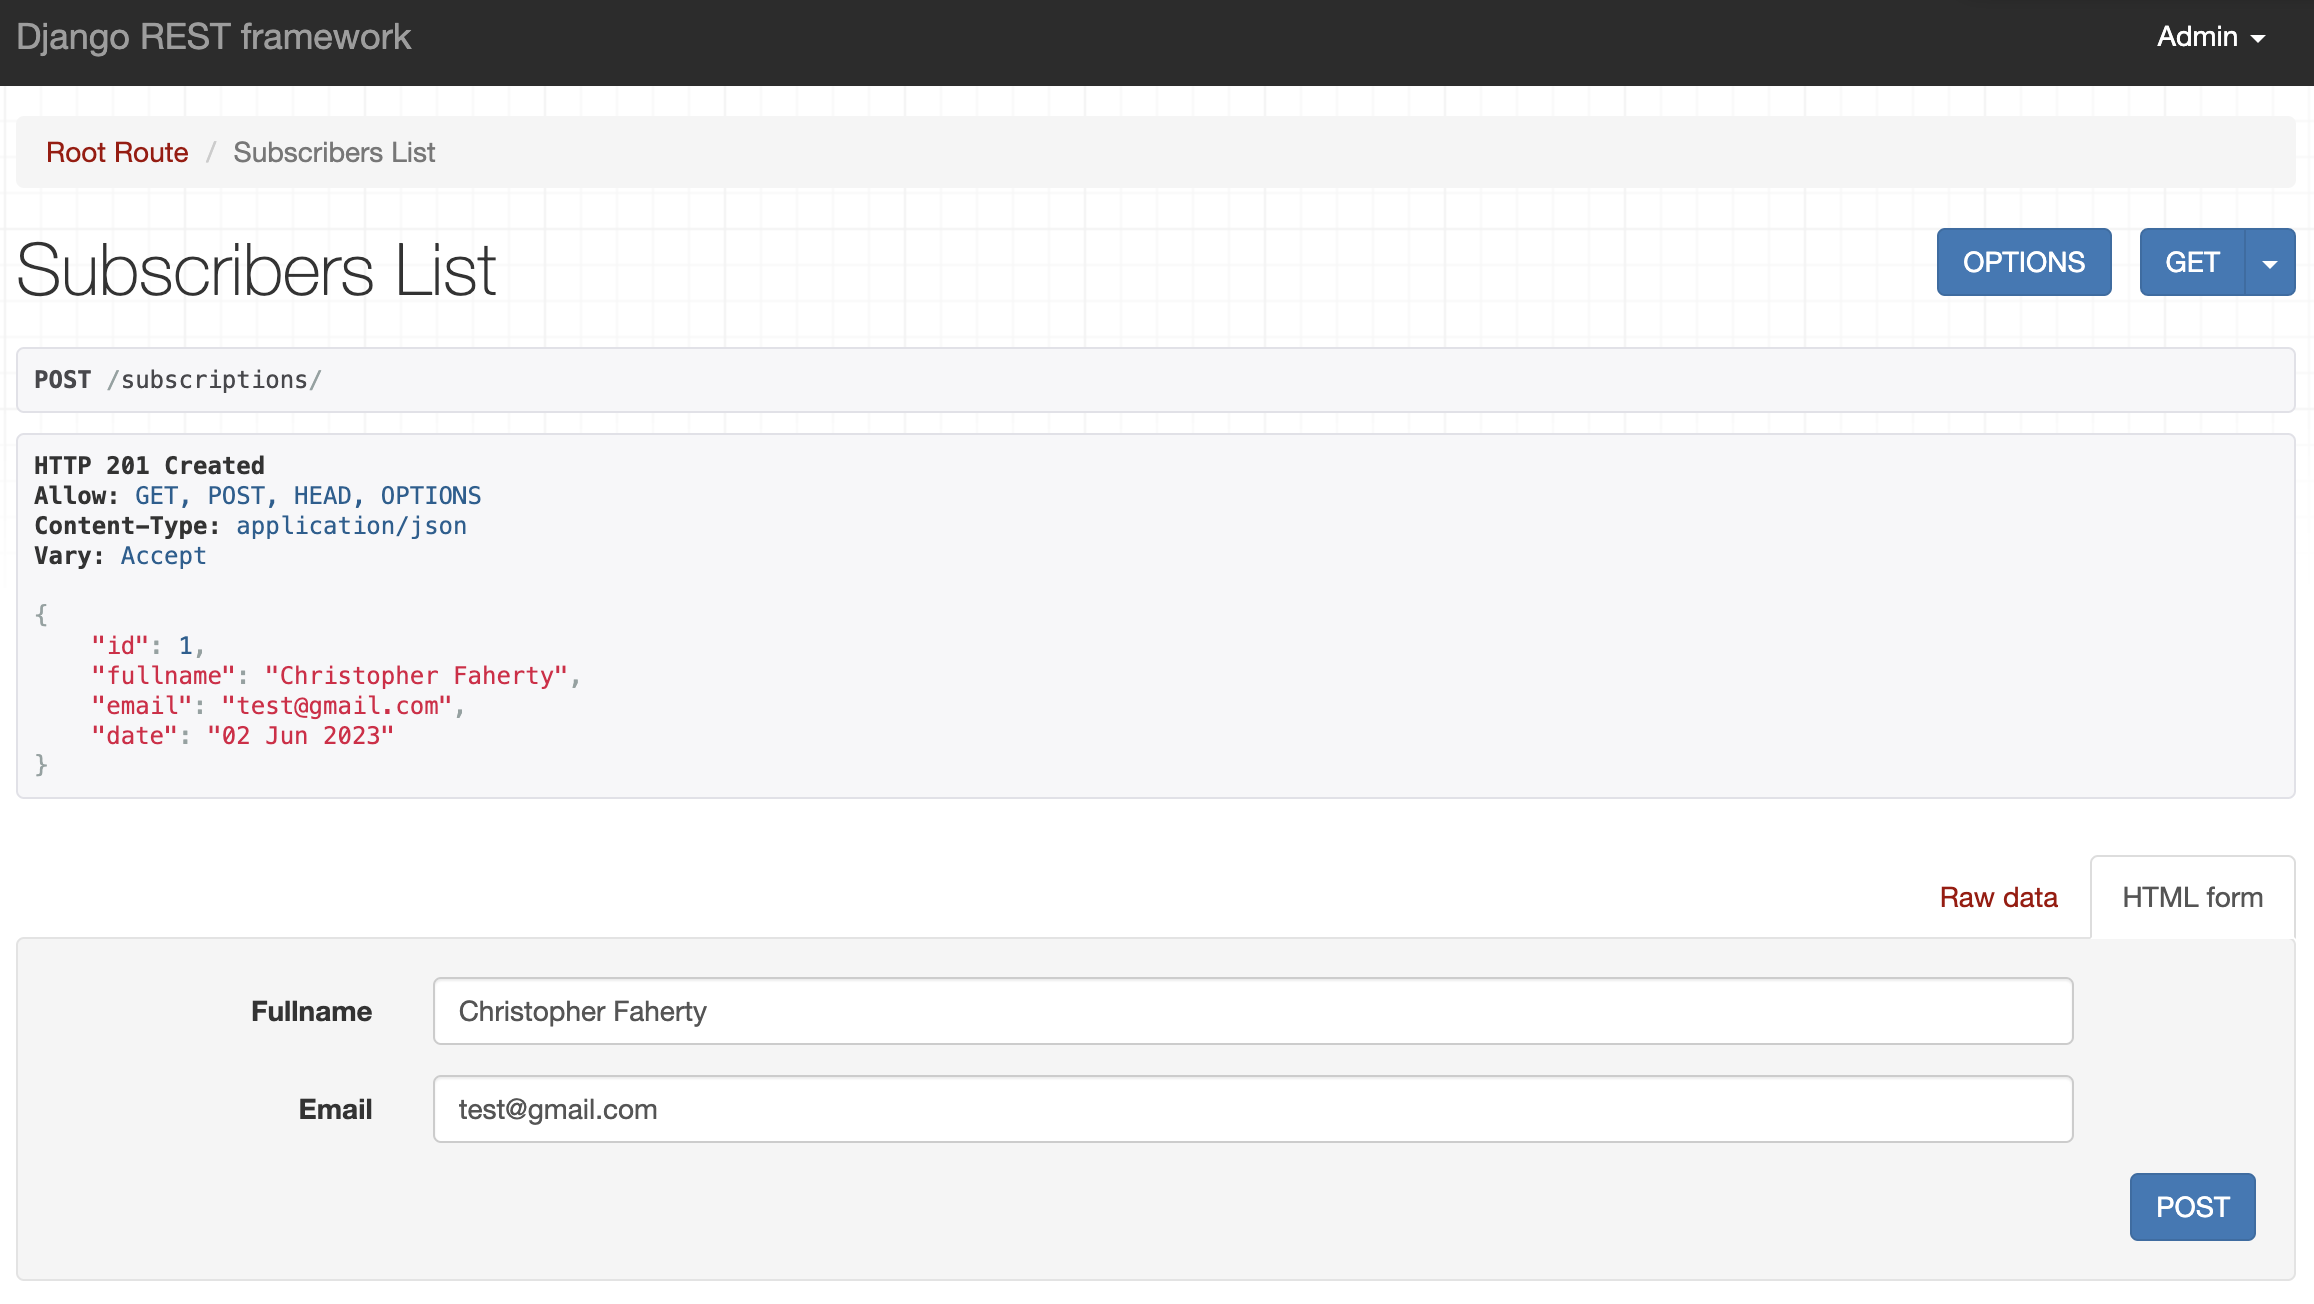 Django REST framework
Admin
Root Route / Subscribers List
Subscribers List
OPTIONS
GET
POST /subscriptions/
HTTP 201 Created
Allow: GET, POST, HEAD, OPTIONS
Content-Type: application/json
Vary: Accept
{
    "id": 1,
    "fullname": "Christopher Faherty",
    "email": "test@gmail.com",
    "date": "02 Jun 2023"
}
Raw data
HTML form
Fullname
Christopher Faherty
Email
test@gmail.com
POST